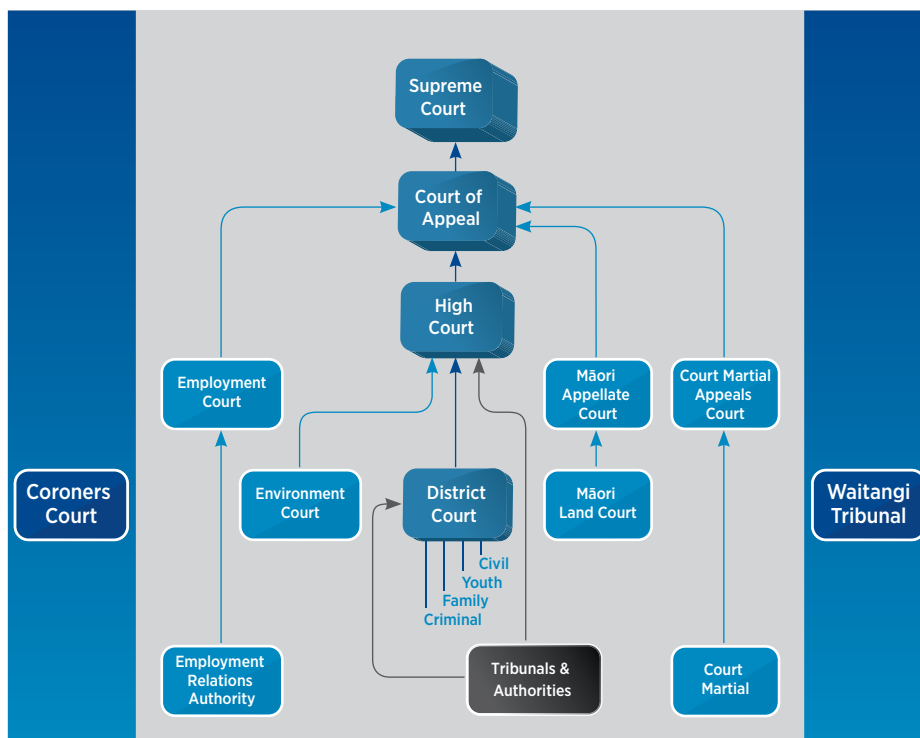 Supreme
Court
Court of
Appeal
High
Court
Employment
Court
Māori
Appellate
Court
Court Martial
Appeals
Court
Coroners
Court
Environment
Court
District
Court
Māori
Land Court
Waitangi
Tribunal
Civil
Youth
Family
Criminal
Employment
Relations
Authority
Tribunals &
Authorities
Court
Martial